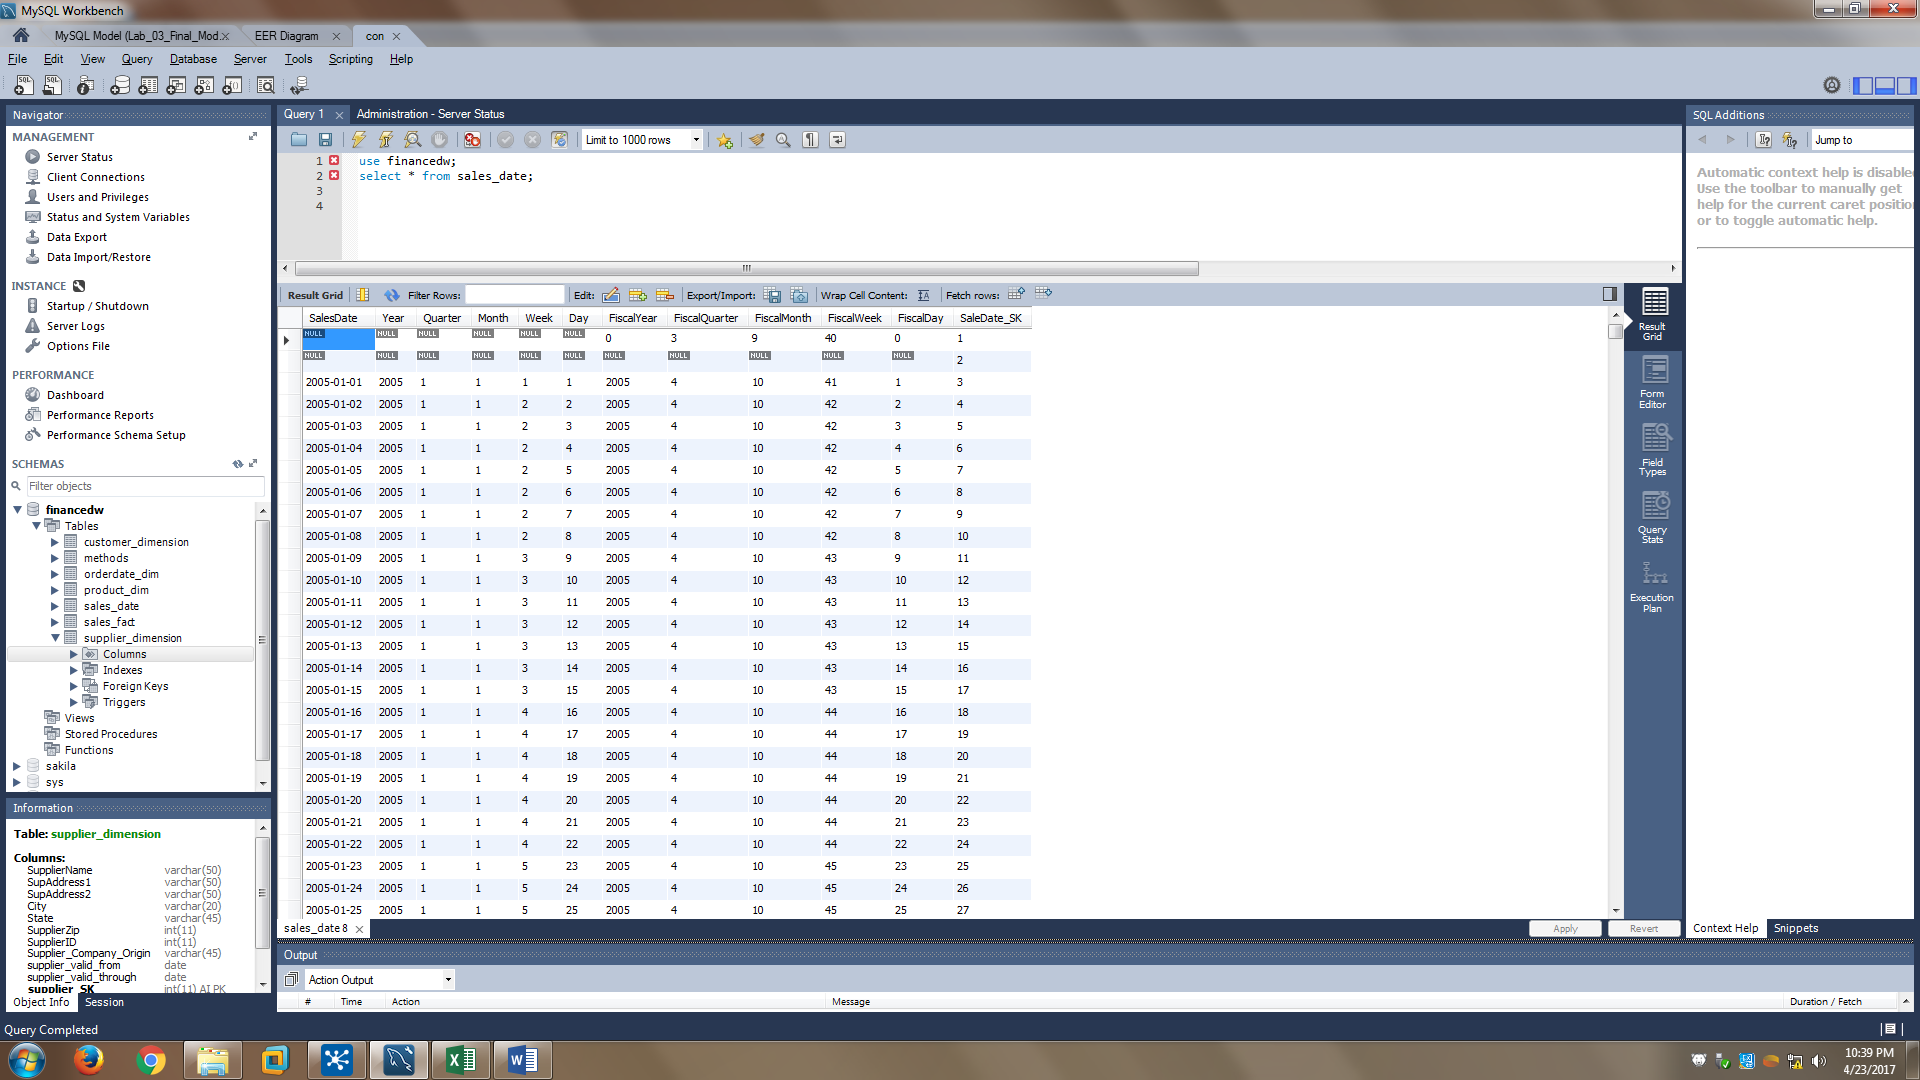 MySQL Workbench
MySQL Model (Lab_03_Final_Mod.x EER Diagram x con x
File Edit View Query Database Server Tools Scripting Help
Navigator
MANAGEMENT
Server Status
Client Connections
Users and Privileges
Status and System Variables
Data Export
Data Import/Restore
INSTANCE
Startup / Shutdown
Server Logs
Options File
PERFORMANCE
Dashboard
Performance Reports
Performance Schema Setup
SCHEMAS
Filter objects
financedw
Tables
customer_dimension
methods
orderdate_dim
product_dim
sales_date
sales_fact
supplier_dimension
Columns
Indexes
Foreign Keys
Triggers
Views
Stored Procedures
Functions
sakila
sys
Information
Table: supplier_dimension
Columns:
SupplierName varchar(50)
SupAddress1 varchar(50)
SupAddress2 varchar(50)
City varchar(20)
State varchar(45)
SupplierZip int(11)
SupplierID int(11)
Supplier_Company_Origin varchar(45)
supplier_valid_from date
supplier_valid_through date
supplier_SK int(11) AI PK
Object Info Session
Query Completed
Query 1 Administration - Server Status
Limit to 1000 rows
1 use financedw;
2 select * from sales_date;
3
4
Result Grid Filter Rows: Edit: Export/Import: Wrap Cell Content: Fetch rows:
SalesDate Year Quarter Month Week Day FiscalYear FiscalQuarter FiscalMonth FiscalWeek FiscalDay SaleDate_SK
NULL NULL NULL NULL NULL NULL 0 3 9 40 0 1
NULL NULL NULL NULL NULL NULL NULL NULL NULL NULL NULL 2
2005-01-01 2005 1 1 1 1 2005 4 10 41 1 3
2005-01-02 2005 1 1 2 2 2005 4 10 42 2 4
2005-01-03 2005 1 1 2 3 2005 4 10 42 3 5
2005-01-04 2005 1 1 2 4 2005 4 10 42 4 6
2005-01-05 2005 1 1 2 5 2005 4 10 42 5 7
2005-01-06 2005 1 1 2 6 2005 4 10 42 6 8
2005-01-07 2005 1 1 2 7 2005 4 10 42 7 9
2005-01-08 2005 1 1 2 8 2005 4 10 42 8 10
2005-01-09 2005 1 1 3 9 2005 4 10 43 9 11
2005-01-10 2005 1 1 3 10 2005 4 10 43 10 12
2005-01-11 2005 1 1 3 11 2005 4 10 43 11 13
2005-01-12 2005 1 1 3 12 2005 4 10 43 12 14
2005-01-13 2005 1 1 3 13 2005 4 10 43 13 15
2005-01-14 2005 1 1 3 14 2005 4 10 43 14 16
2005-01-15 2005 1 1 3 15 2005 4 10 43 15 17
2005-01-16 2005 1 1 4 16 2005 4 10 44 16 18
2005-01-17 2005 1 1 4 17 2005 4 10 44 17 19
2005-01-18 2005 1 1 4 18 2005 4 10 44 18 20
2005-01-19 2005 1 1 4 19 2005 4 10 44 19 21
2005-01-20 2005 1 1 4 20 2005 4 10 44 20 22
2005-01-21 2005 1 1 4 21 2005 4 10 44 21 23
2005-01-22 2005 1 1 4 22 2005 4 10 44 22 24
2005-01-23 2005 1 1 5 23 2005 4 10 45 23 25
2005-01-24 2005 1 1 5 24 2005 4 10 45 24 26
2005-01-25 2005 1 1 5 25 2005 4 10 45 25 27
Result Grid
Form Editor
Field Types
Query Stats
Execution Plan
sales_date 8 Apply Revert
Output
Action Output
# Time Action Message Duration / Fetch
SQL Additions
Jump to
Automatic context help is disable
Use the toolbar to manually get
help for the current caret position
or to toggle automatic help.
Context Help Snippets
10:39 PM
4/23/2017